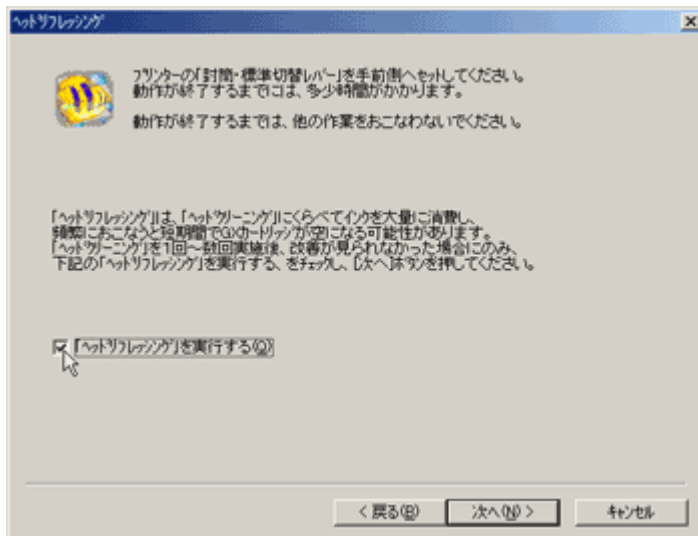 ヘッドリフレッシング
プリンターの「封筒・標準切替レバー」を手前側へセットしてください。
動作が終了するまでには、多少時間がかかります。
動作が終了するまでは、他の作業をおこなわないでください。
「ヘッドリフレッシング」は、「ヘッドクリーニング」にくらべてインクを大量に消費し、
頻繁におこなうと短期間でGXカートリッジが空になる可能性があります。
「ヘッドクリーニング」を1回～数回実施後、改善が見られなかった場合にのみ、
下記の「ヘッドリフレッシング」を実行する、をチェックし、[次へ]ボタンを押してください。
「ヘッドリフレッシング」を実行する(Q)
< 戻る(B)
次へ(N) >
キャンセル